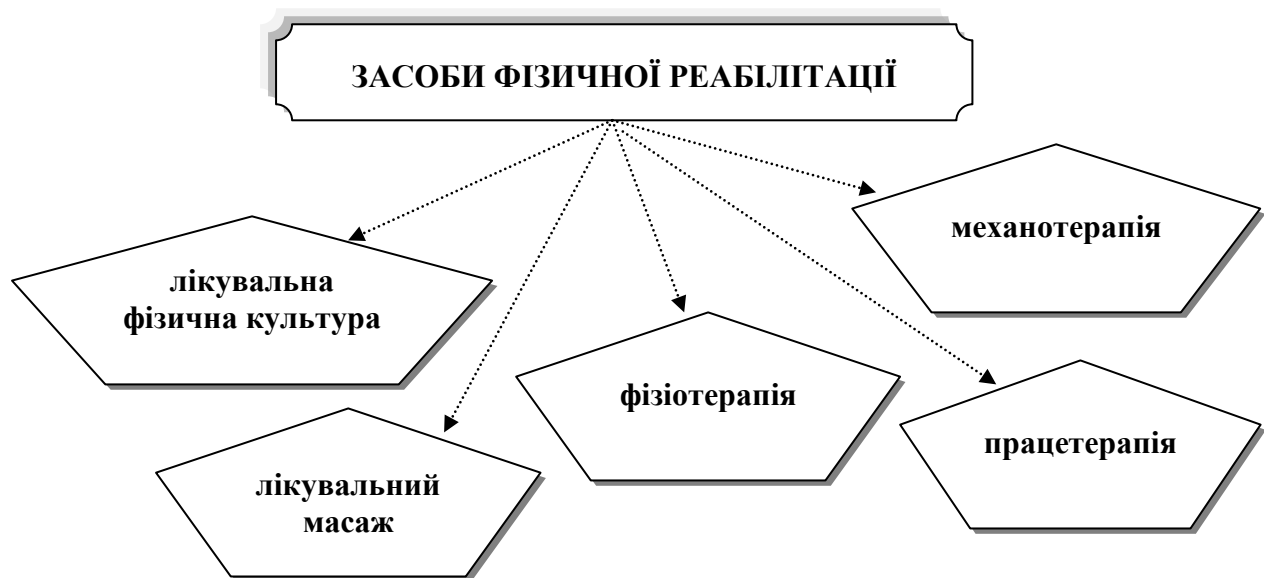 ЗАСОБИ ФІЗИЧНОЇ РЕАБІЛІТАЦІЇ
механотерапія
лікувальна
фізична культура
фізіотерапія
працетерапія
лікувальний
масаж